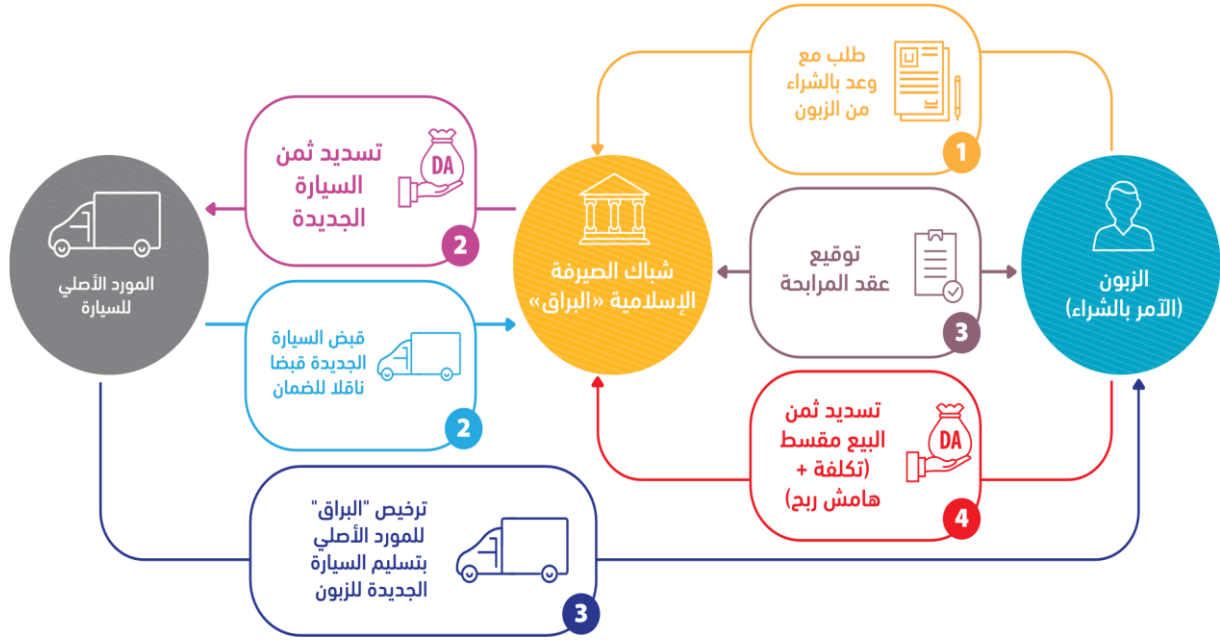 طلب مع
وعد بالشراء
من الزبون
1
DA
تسديد ثمن
السيارة
الجديدة
2
المورد الأصلي
للسيارة
شباك الصيرفة
الإسلامية «البراق»
توقيع
عقد المرابحة
3
الزبون
(الآمر بالشراء)
قبض السيارة
الجديدة قبضا
ناقلا للضمان
2
DA
تسديد ثمن
البيع مقسط
(تكلفة +
هامش ربح)
4
ترخيص "البراق"
للمورد الأصلي
بتسليم السيارة
الجديدة للزبون
3